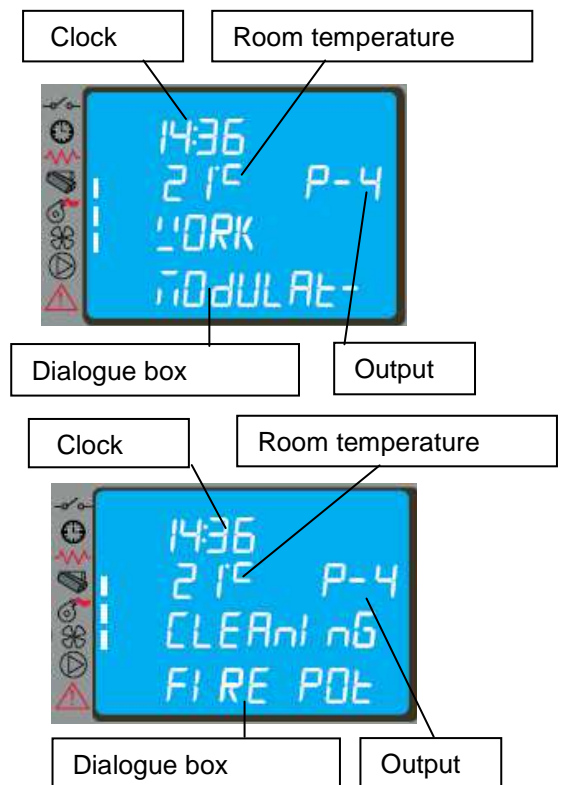 Clock
Room temperature
14:36
21°C P-4
WORK
MODULAT-
Dialogue box
Output
Clock
Room temperature
14:36
21°C P-4
CLEANING
FIRE POT
Dialogue box
Output